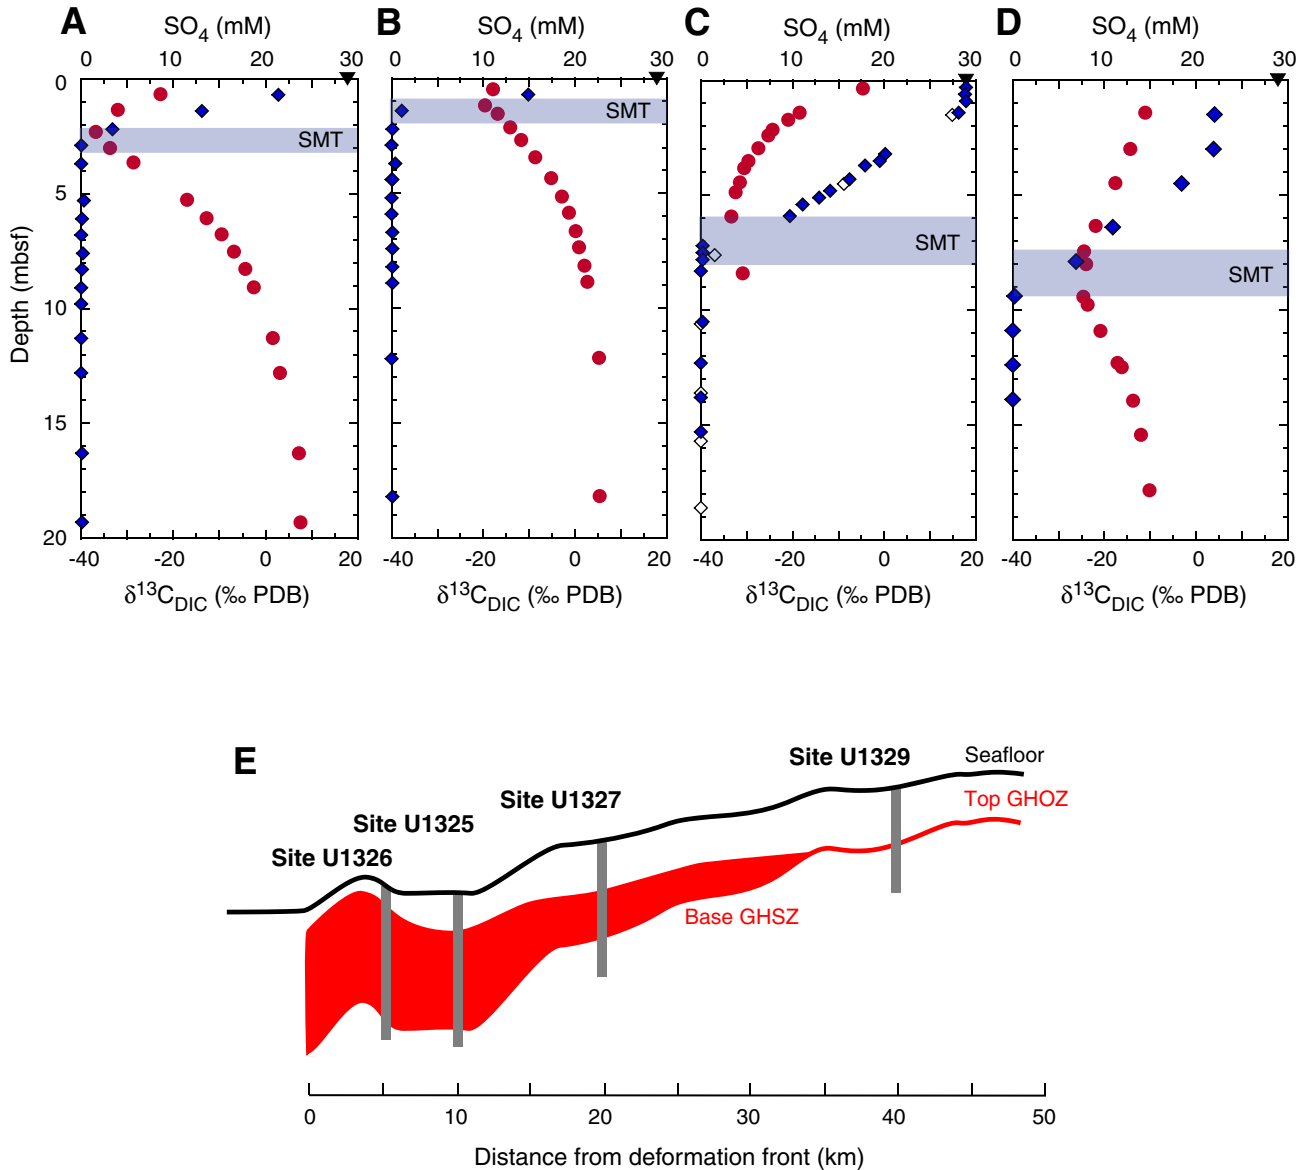 A B C D
SO4 (mM) SO4 (mM) SO4 (mM) SO4 (mM)
0 10 20 30 0 10 20 30 0 10 20 30 0 10 20 30
0
SMT
SMT
5
SMT
SMT
Depth (mbsf)
10
15
20
-40 -20 0 20 -40 -20 0 20 -40 -20 0 20 -40 -20 0 20
δ13CDIC (‰ PDB) δ13CDIC (‰ PDB) δ13CDIC (‰ PDB) δ13CDIC (‰ PDB)
E
Site U1329
Seafloor
Site U1327
Top GHOZ
Site U1325
Site U1326
Base GHSZ
0 10 20 30 40 50
Distance from deformation front (km)